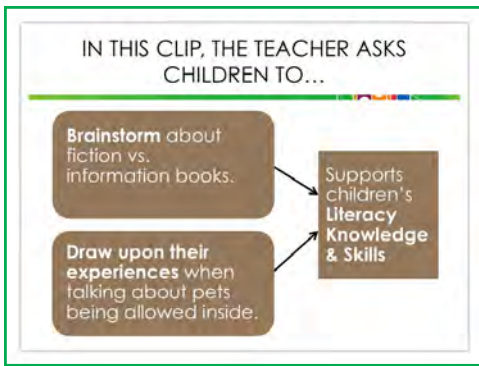 IN THIS CLIP, THE TEACHER ASKS
CHILDREN TO…
Brainstorm about
fiction vs.
information books.
Draw upon their
experiences when
talking about pets
being allowed inside.
Supports
children's
Literacy
Knowledge
& Skills